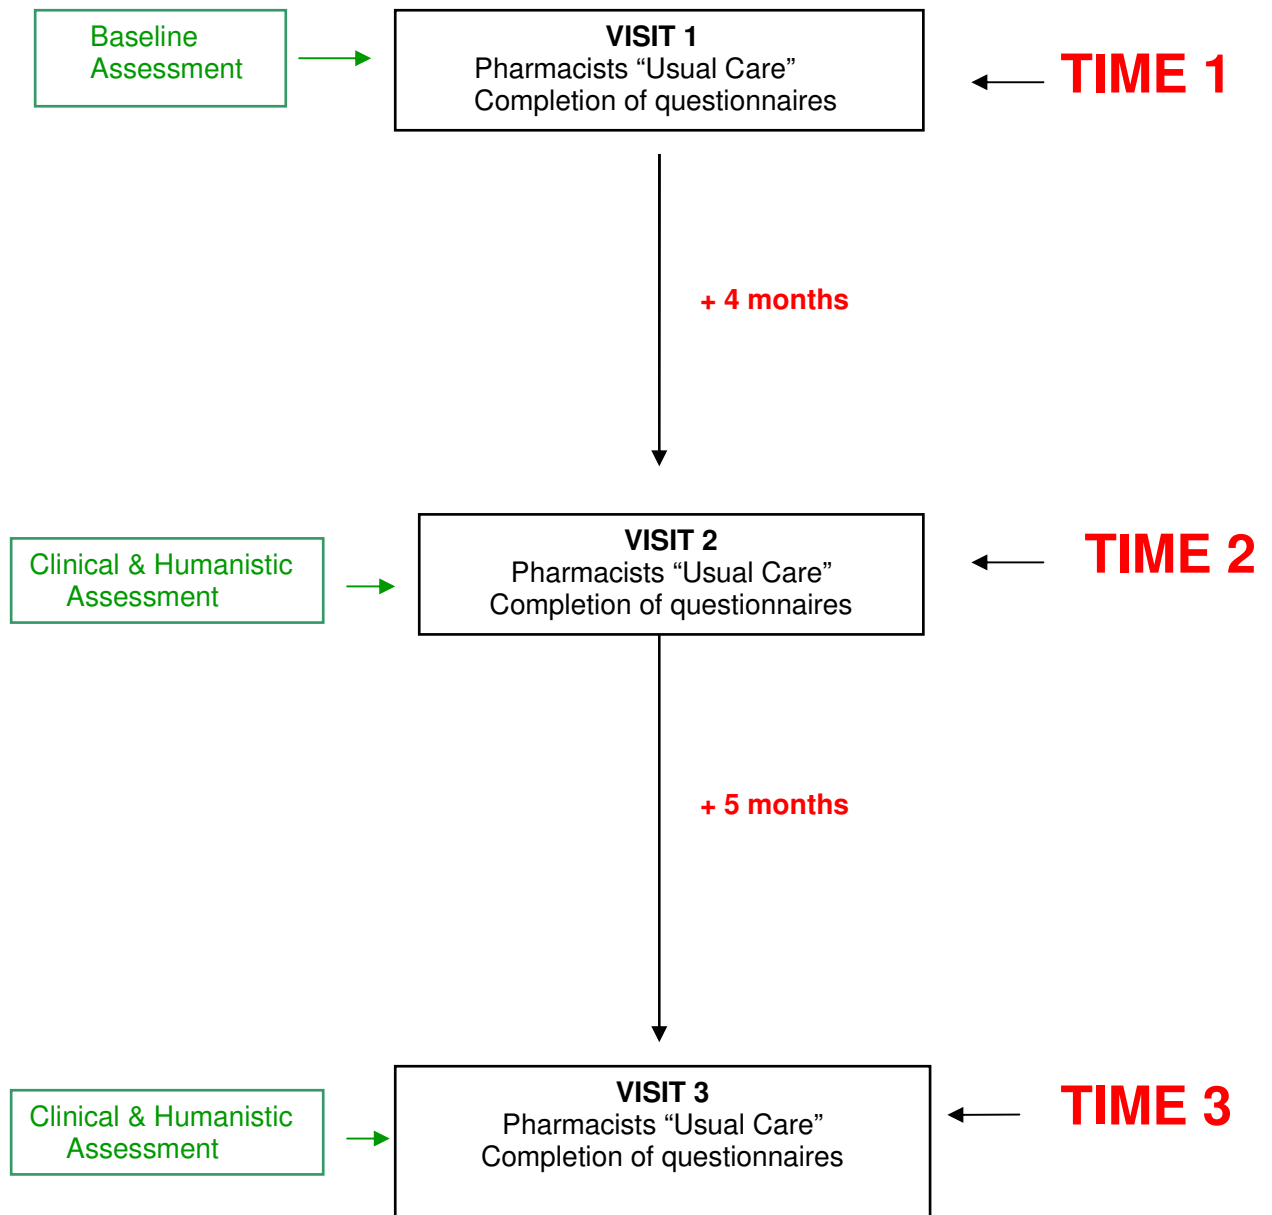 Baseline
Assessment
VISIT 1
Pharmacists “Usual Care”
Completion of questionnaires
TIME 1
+ 4 months
Clinical & Humanistic
Assessment
VISIT 2
Pharmacists “Usual Care”
Completion of questionnaires
TIME 2
+ 5 months
Clinical & Humanistic
Assessment
VISIT 3
Pharmacists “Usual Care”
Completion of questionnaires
TIME 3